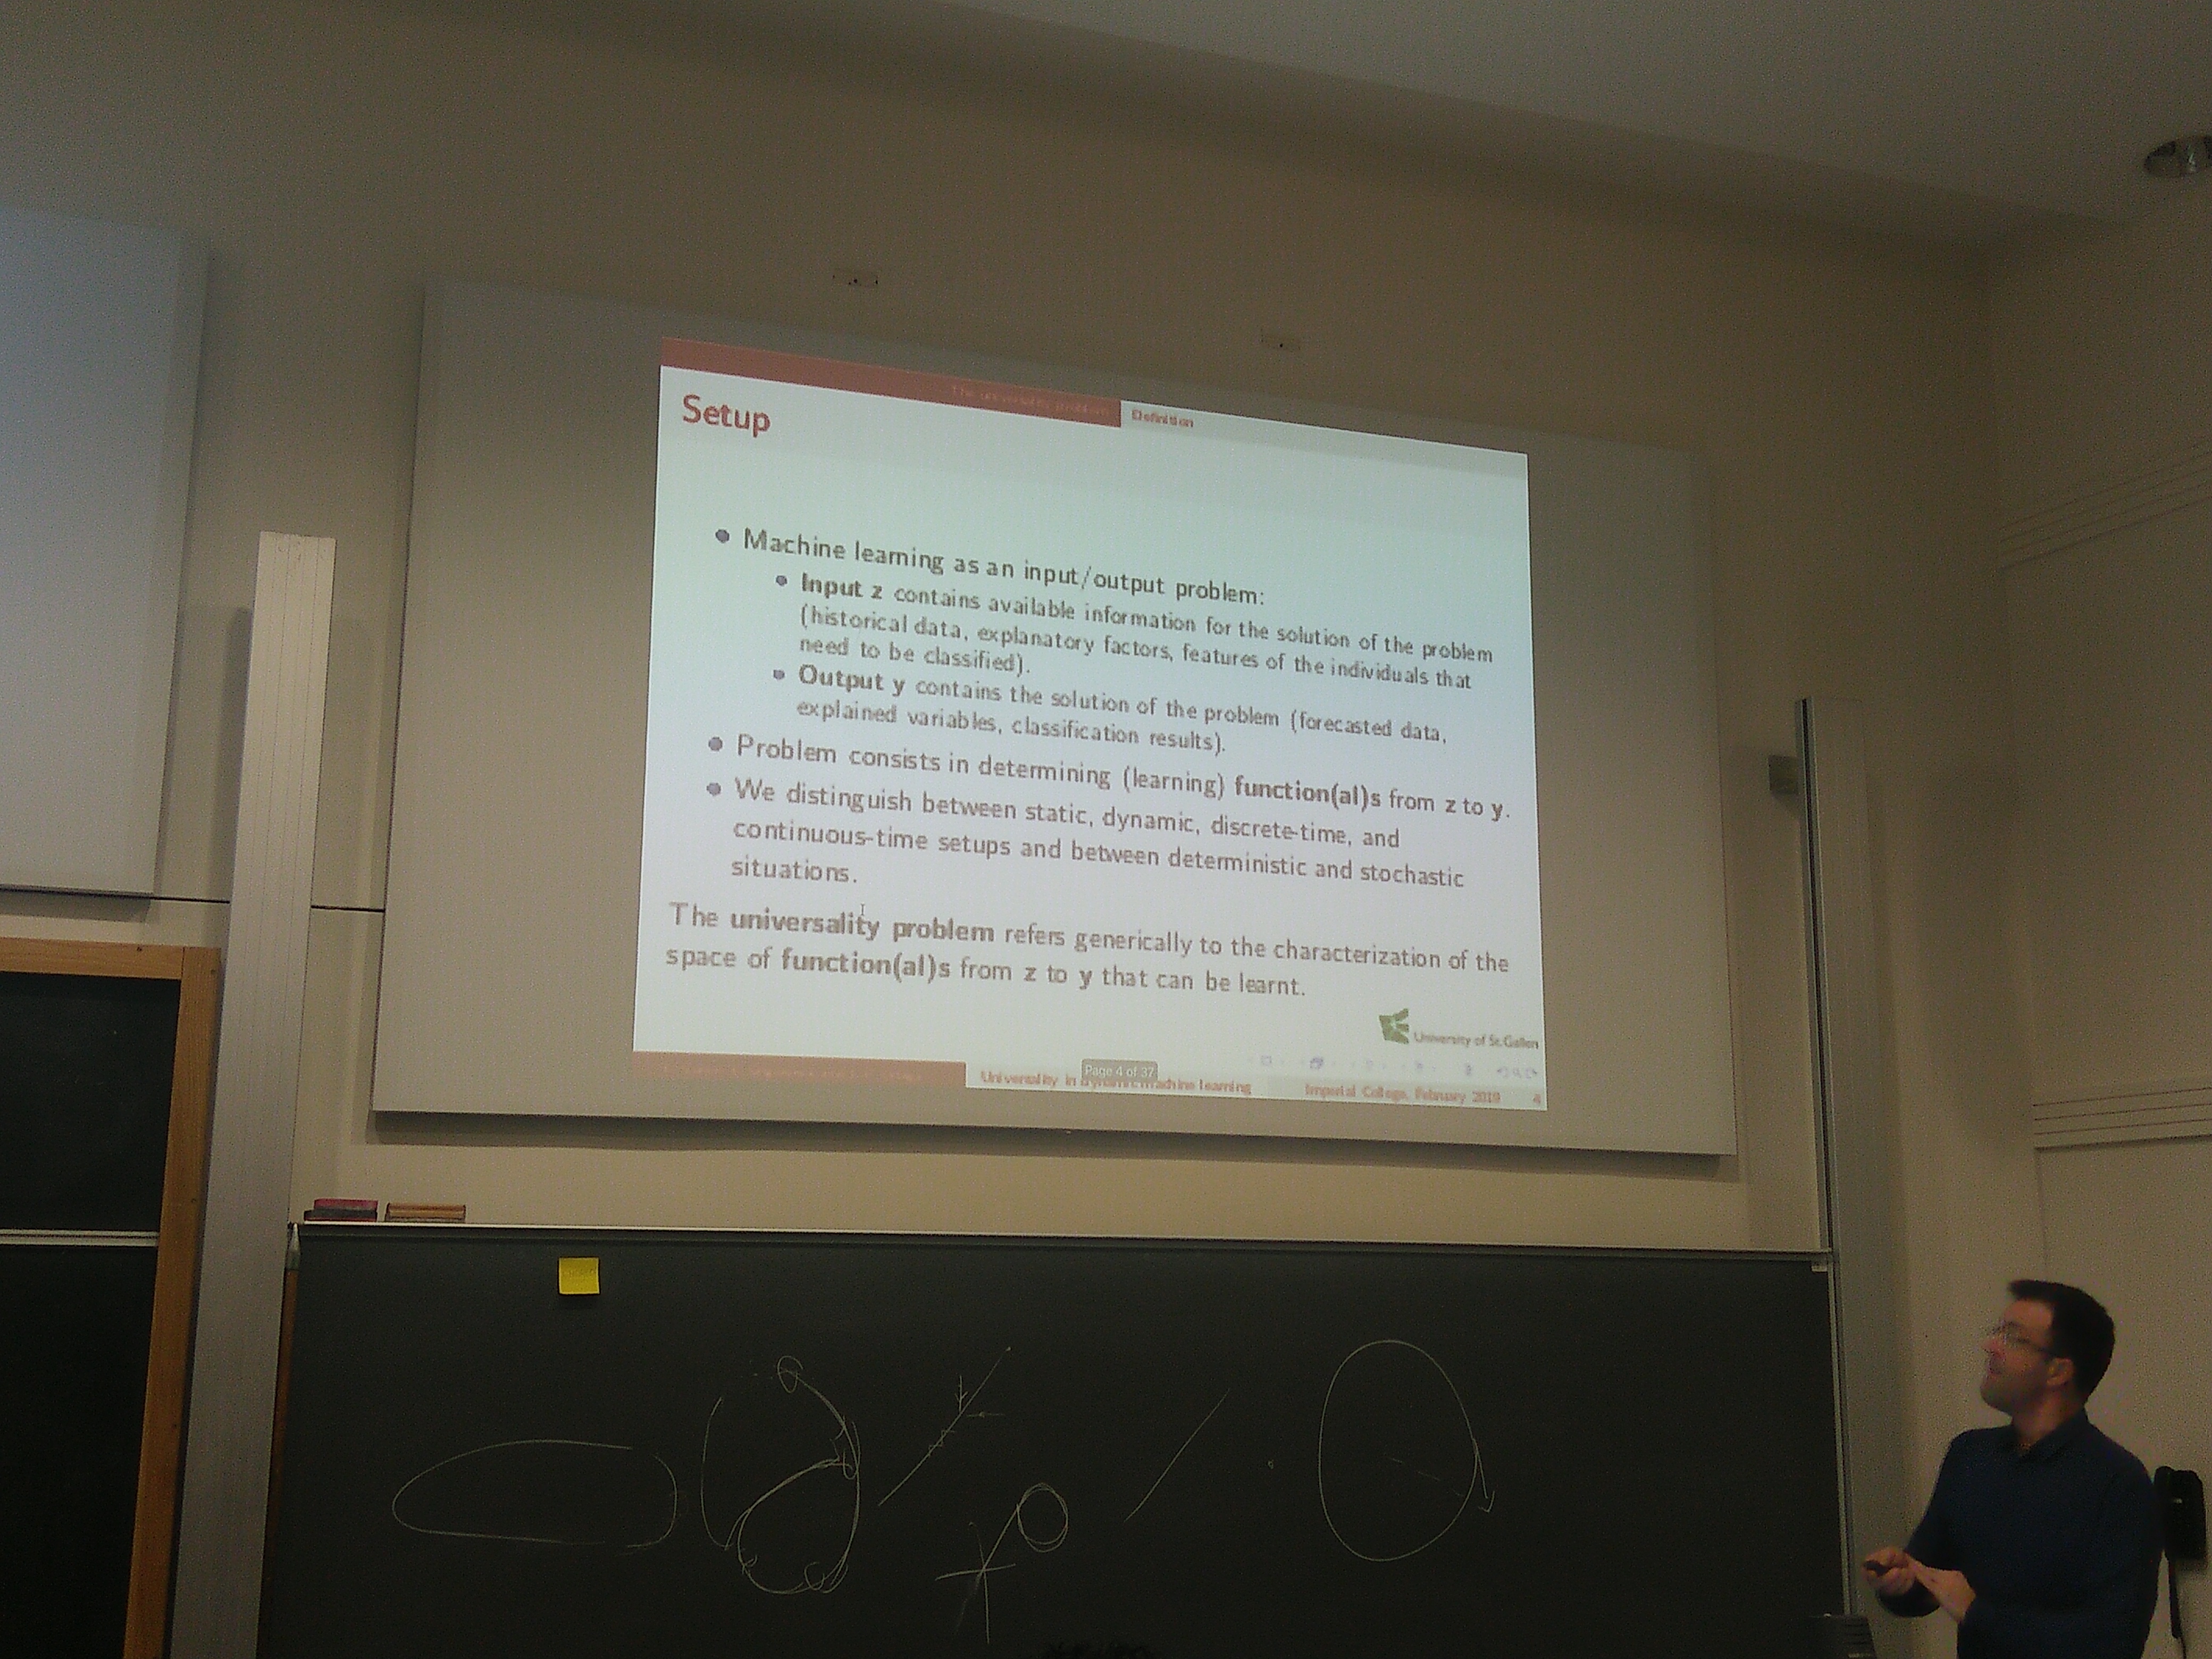 The universality problem
Definition
Setup
Machine learning as an input/output problem:
Input z contains available information for the solution of the problem
(historical data, explanatory factors, features of the individuals that
need to be classified).
Output y contains the solution of the problem (forecasted data,
explained variables, classification results).
Problem consists in determining (learning) function(al)s from z to y.
We distinguish between static, dynamic, discrete-time, and
continuous-time setups and between deterministic and stochastic
situations.
The universality problem refers generically to the characterization of the
space of function(al)s from z to y that can be learnt.
University of St.Gallen
Page 4 of 37
Universality in dynamic machine learning
Imperial College, February 2019
4